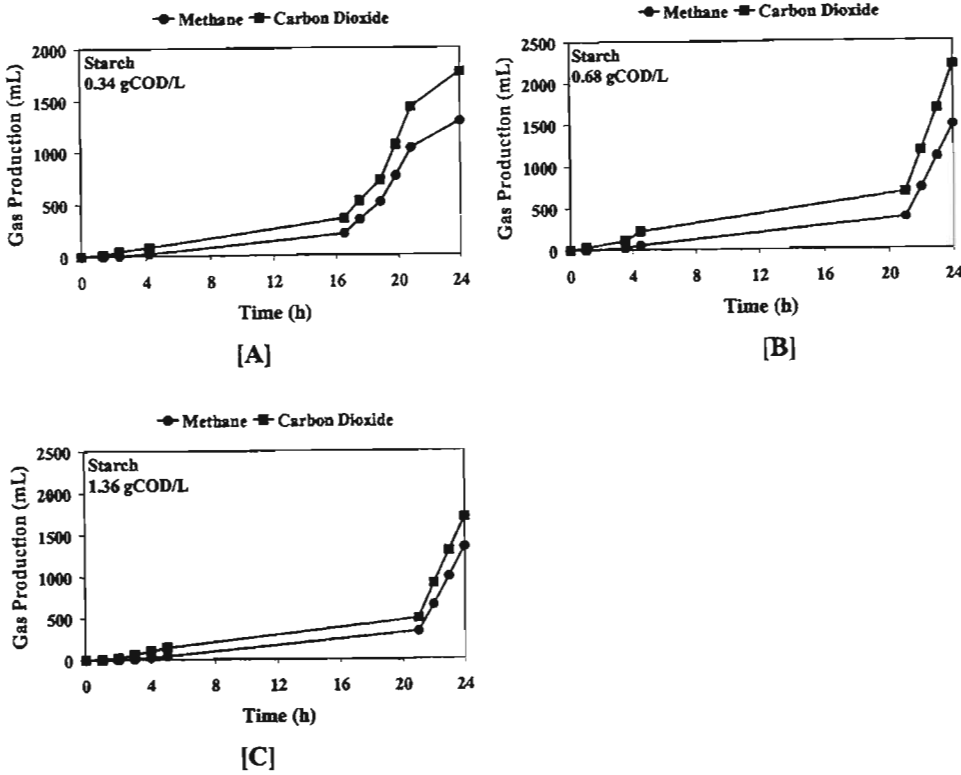 Methane Carbon Dioxide
2000
1500
1000
500
0
Gas Production (mL)
Starch
0.34 gCOD/L
0 4 8 12 16 20 24
Time (h)
[A]
Methane Carbon Dioxide
2500
2000
1500
1000
500
0
Gas Production (mL)
Starch
0.68 gCOD/L
0 4 8 12 16 20 24
Time (h)
[B]
Methane Carbon Dioxide
2500
2000
1500
1000
500
0
Gas Production (mL)
Starch
1.36 gCOD/L
0 4 8 12 16 20 24
Time (h)
[C]